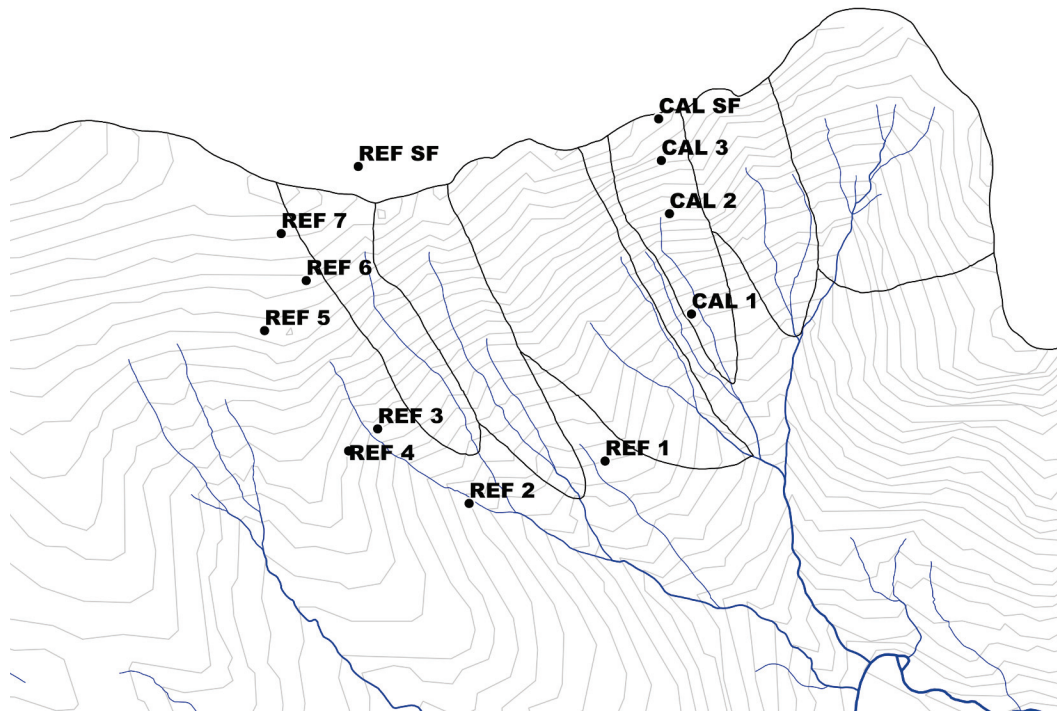 CAL SF
CAL 3
REF SF
CAL 2
REF 7
REF 6
CAL 1
REF 5
REF 3
REF 4
REF 1
REF 2